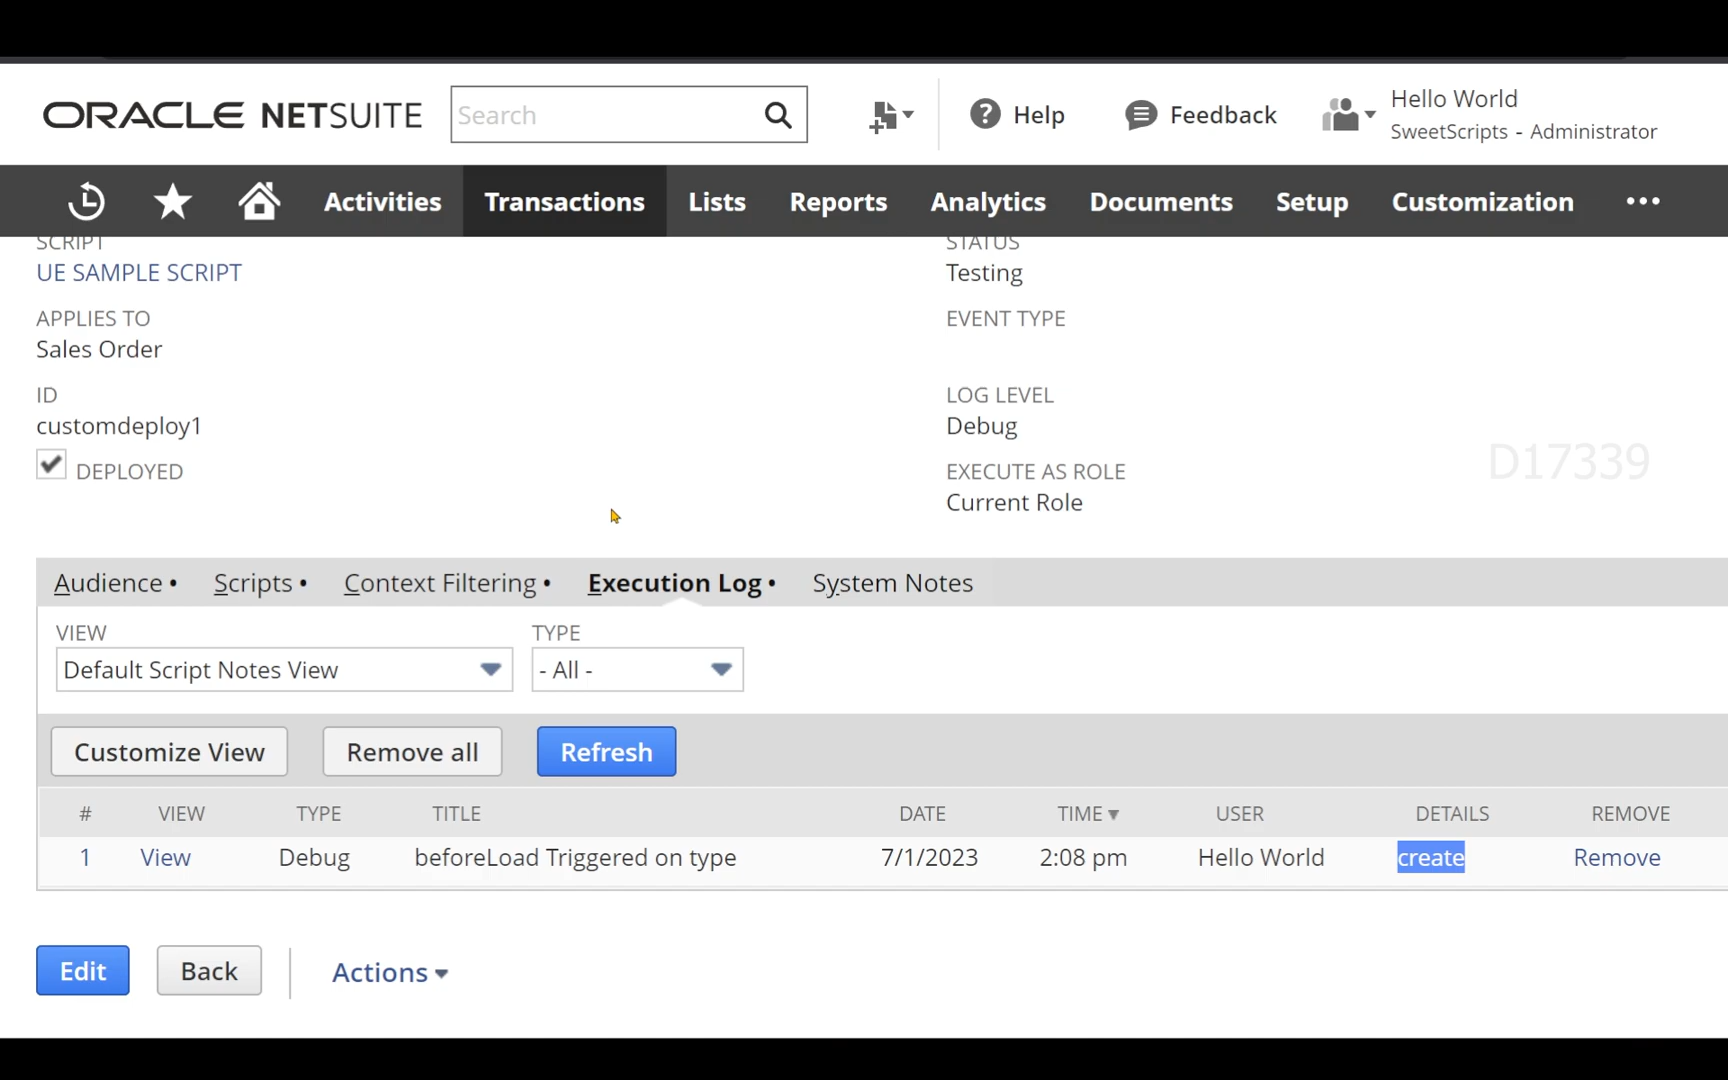 ORACLE NETSUITE
Search
Help
Feedback
Hello World
SweetScripts - Administrator
Activities
Transactions
Lists
Reports
Analytics
Documents
Setup
Customization
SCRIPT
UE SAMPLE SCRIPT
APPLIES TO
Sales Order
ID
customdeploy1
DEPLOYED
STATUS
Testing
EVENT TYPE
LOG LEVEL
Debug
EXECUTE AS ROLE
Current Role
D17339
Audience • Scripts • Context Filtering • Execution Log • System Notes
VIEW TYPE
Default Script Notes View - All -
Customize View Remove all Refresh
# VIEW TYPE TITLE DATE TIME▼ USER DETAILS REMOVE
1 View Debug beforeLoad Triggered on type 7/1/2023 2:08 pm Hello World create Remove
Edit Back Actions